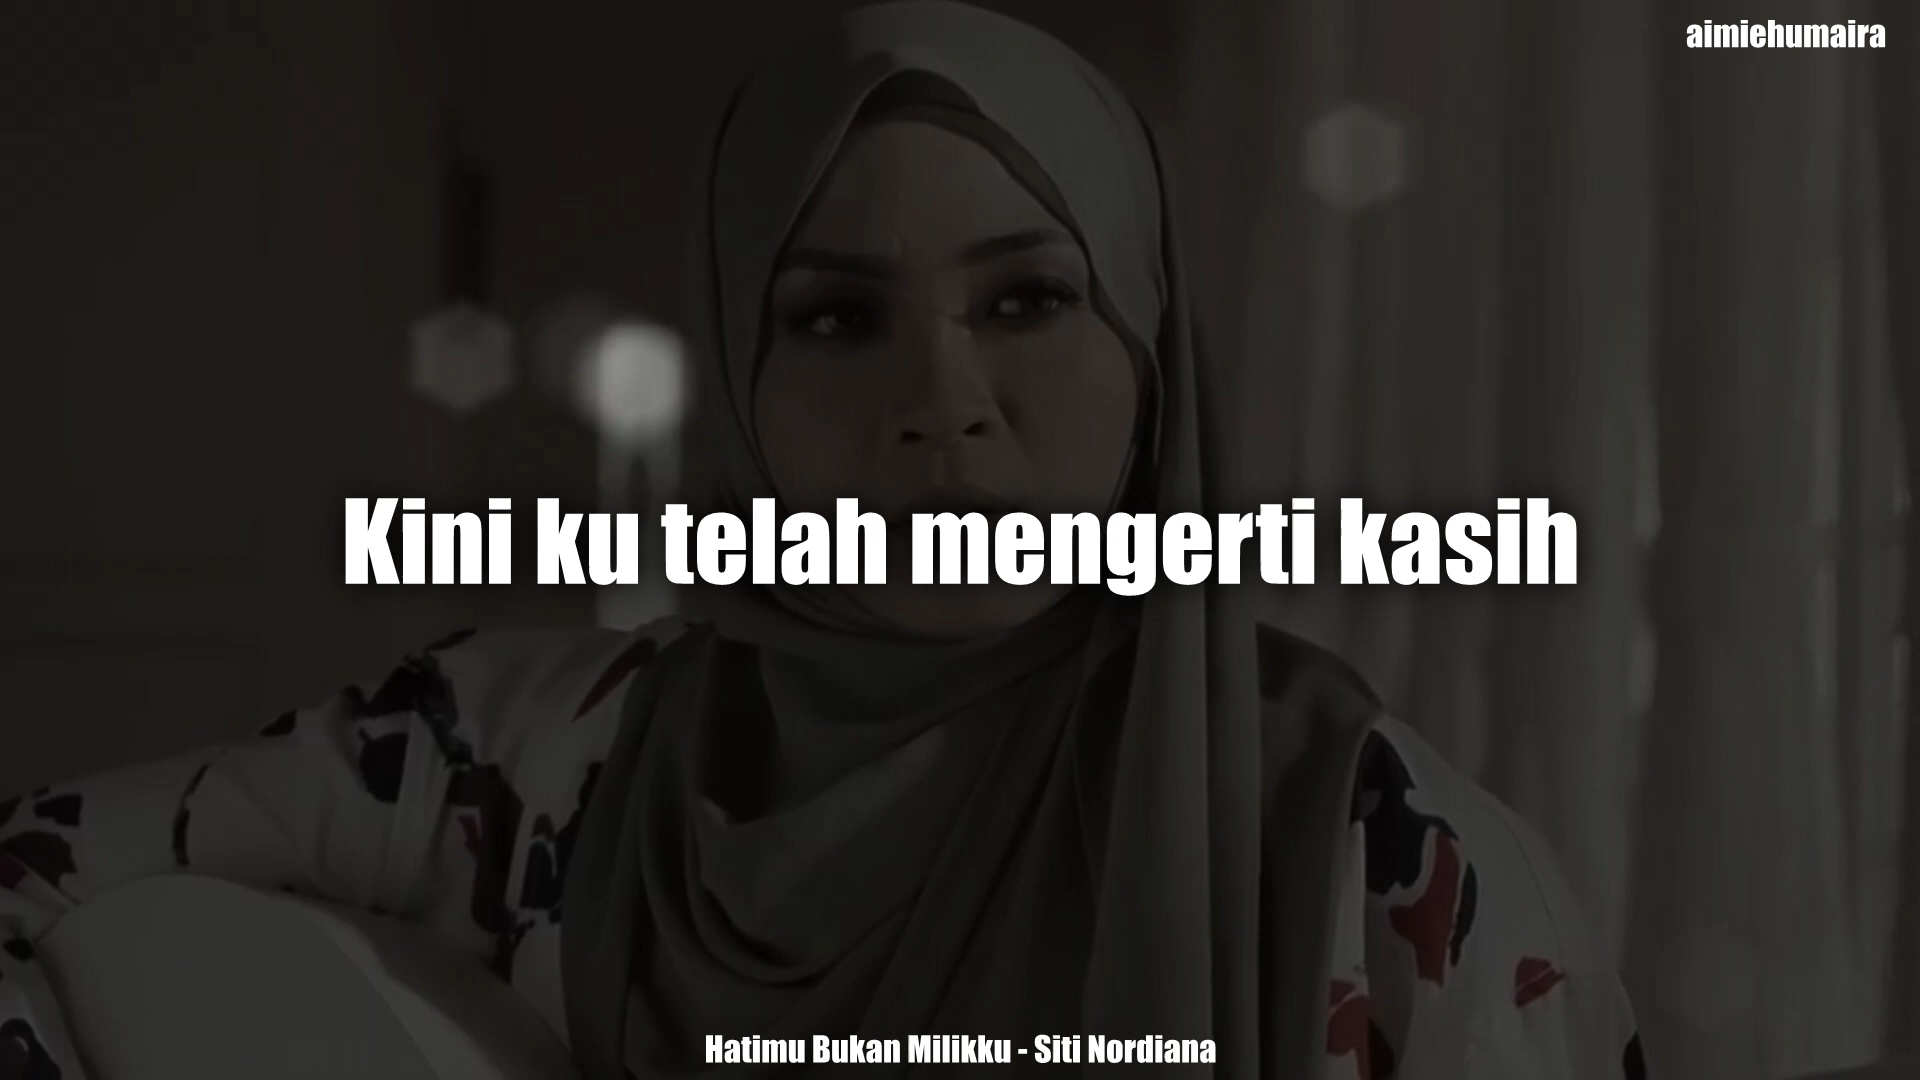 aimiehumaira
Kini ku telah mengerti kasih
Hatimu Bukan Milikku - Siti Nordiana